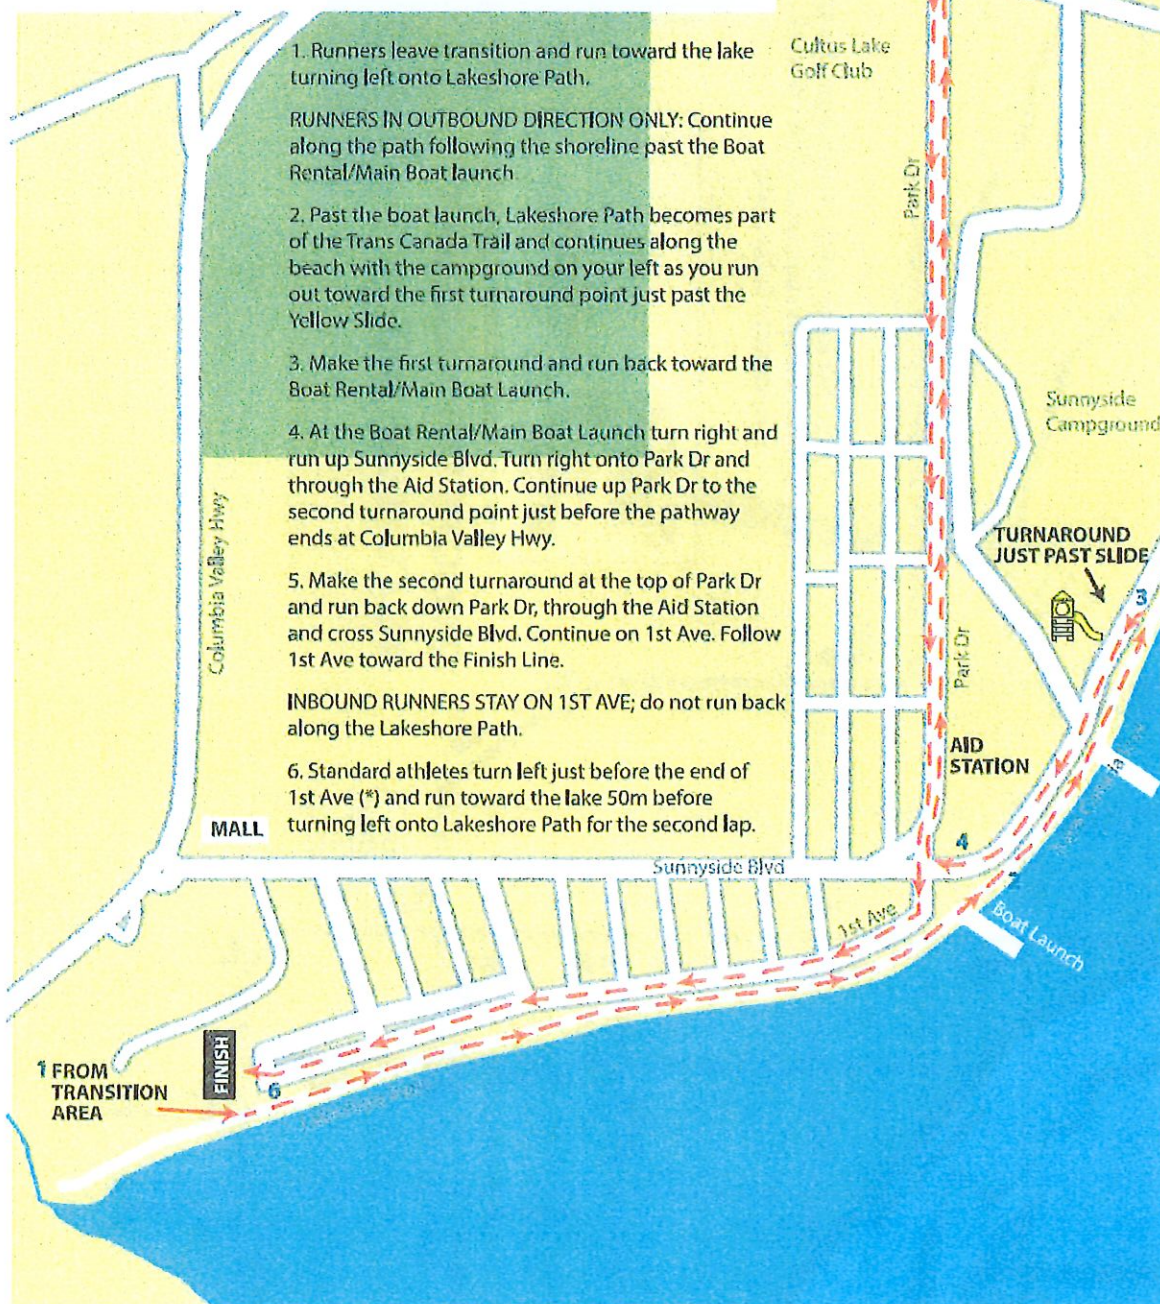 1. Runners leave transition and run toward the lake
turning left onto Lakeshore Path.
RUNNERS IN OUTBOUND DIRECTION ONLY: Continue
along the path following the shoreline past the Boat
Rental/Main Boat launch
2. Past the boat launch, Lakeshore Path becomes part
of the Trans Canada Trail and continues along the
beach with the campground on your left as you run
out toward the first turnaround point just past the
Yellow Slide.
3. Make the first turnaround and run back toward the
Boat Rental/Main Boat Launch.
4. At the Boat Rental/Main Boat Launch turn right and
run up Sunnyside Blvd. Turn right onto Park Dr and
through the Aid Station. Continue up Park Dr to the
second turnaround point just before the pathway
ends at Columbia Valley Hwy.
5. Make the second turnaround at the top of Park Dr
and run back down Park Dr, through the Aid Station
and cross Sunnyside Blvd. Continue on 1st Ave. Follow
1st Ave toward the Finish Line.
INBOUND RUNNERS STAY ON 1ST AVE; do not run back
along the Lakeshore Path.
6. Standard athletes turn left just before the end of
1st Ave (*) and run toward the lake 50m before
turning left onto Lakeshore Path for the second lap.
Cultus Lake
Golf Club
Park Dr
Sunnyside
Campground
Columbia Valley Hwy
TURNAROUND
JUST PAST SLIDE
3
Park Dr
AID
STATION
MALL
4
Sunnyside Blvd
2
1st Ave
Boat Launch
FINISH
1 FROM
TRANSITION
AREA
6